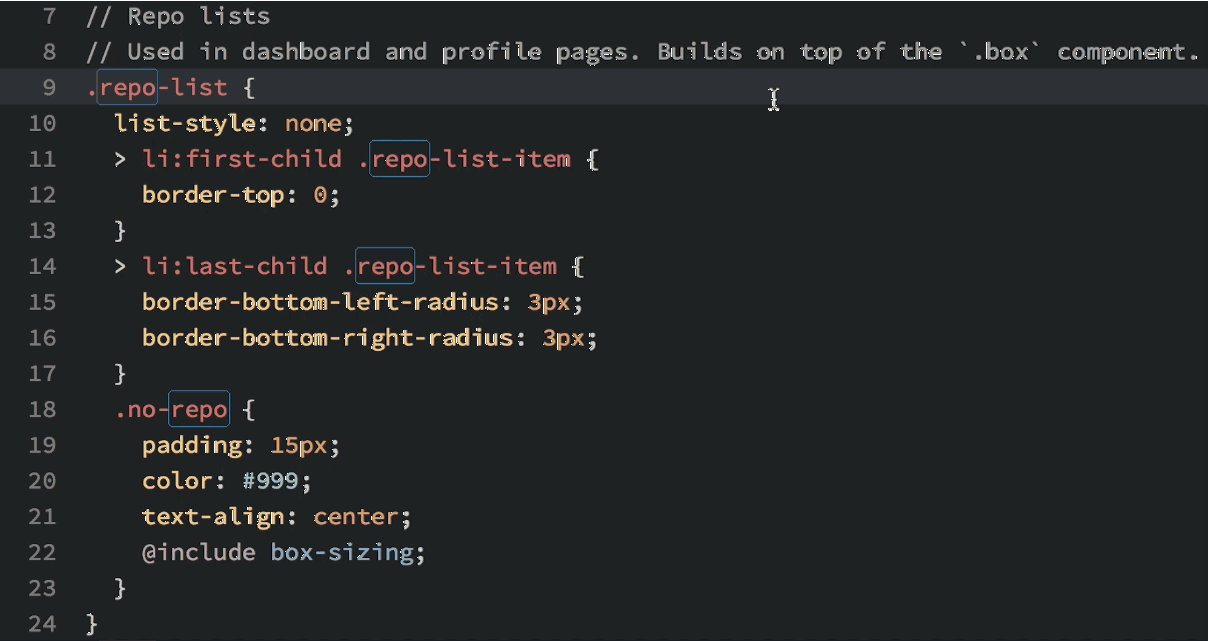 7 // Repo lists
8 // Used in dashboard and profile pages. Builds on top of the `.box` component.
9 .repo-list {
10 list-style: none;
11 > li:first-child .repo-list-item {
12 border-top: 0;
13 }
14 > li:last-child .repo-list-item {
15 border-bottom-left-radius: 3px;
16 border-bottom-right-radius: 3px;
17 }
18 .no-repo {
19 padding: 15px;
20 color: #999;
21 text-align: center;
22 @include box-sizing;
23 }
24 }